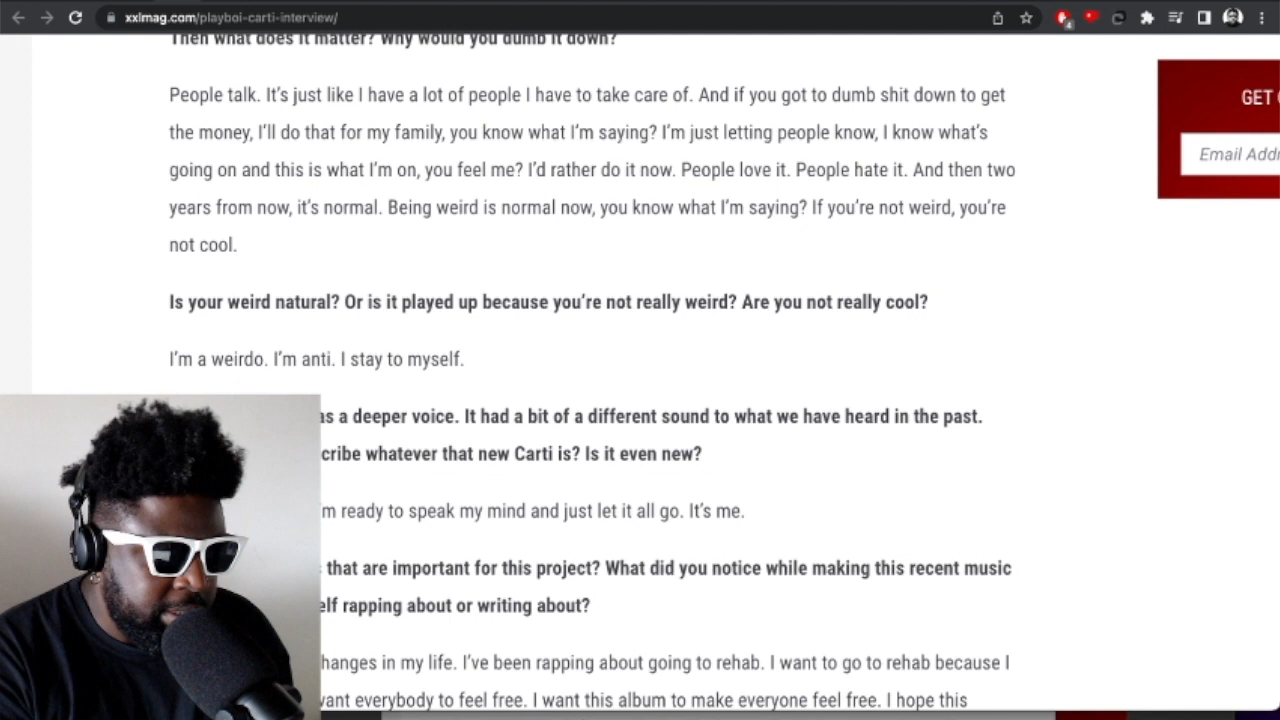 xxlmag.com/playboi-carti-interview/
4
Then what does it matter? Why would you dumb it down?
GET
People talk. It's just like I have a lot of people I have to take care of. And if you got to dumb shit down to get
the money, I'll do that for my family, you know what I'm saying? I'm just letting people know, I know what's
Email
going on and this is what I'm on, you feel me? I'd rather do it now. People love it. People hate it. And then two
years from now, it's normal. Being weird is normal now, you know what I'm saying? If you're not weird, you're
not cool.
Is your weird natural? Or is it played up because you're not really weird? Are you not really cool?
I'm a weirdo. I'm anti. I stay to myself.
as a deeper voice. It had a bit of a different sound to what we have heard in the past.
cribe whatever that new Carti is? Is it even new?
'm ready to speak my mind and just let it all go. It's me.
that are important for this project? What did you notice while making this recent music
elf rapping about or writing about?
hanges in my life. I've been rapping about going to rehab. I want to go to rehab because I
want everybody to feel free. I want this album to make everyone feel free. I hope this